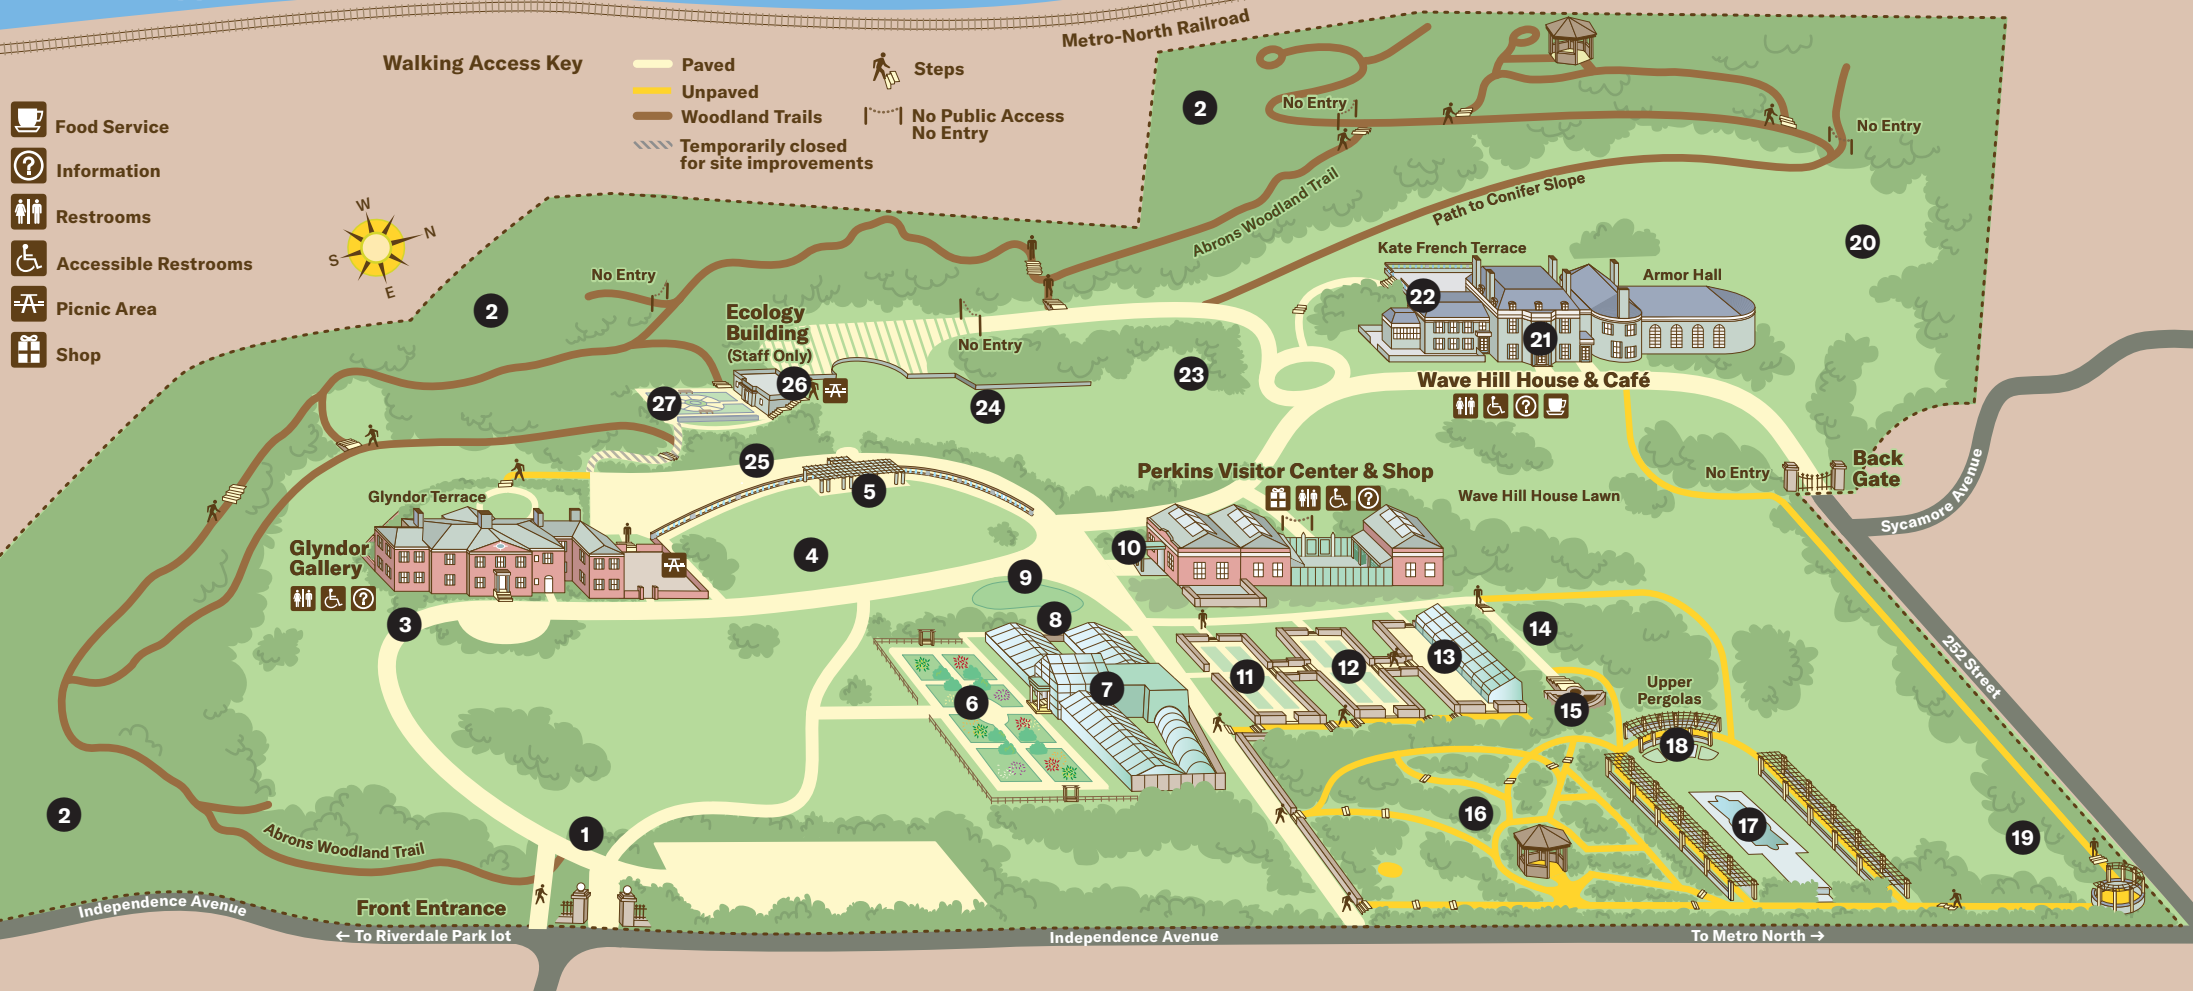 Metro-North Railroad
Walking Access Key
Paved
Unpaved
Woodland Trails
Temporarily closed
for site improvements
Steps
No Public Access
No Entry
Food Service
Information
Restrooms
Accessible Restrooms
Picnic Area
Shop
W
N
S
E
2
No Entry
No Entry
Abrons Woodland Trail
Path to Conifer Slope
20
Kate French Terrace
Armor Hall
22
21
Wave Hill House & Café
No Entry
2
Ecology
Building
(Staff Only)
No Entry
23
26
27
24
25
5
Perkins Visitor Center & Shop
Wave Hill House Lawn
No Entry
Back
Gate
Sycamore Avenue
Glyndor Terrace
Glyndor
Gallery
4
10
9
3
8
14
11
12
13
252 Street
7
6
15
Upper
Pergolas
18
16
17
19
2
1
Abrons Woodland Trail
Independence Avenue
Front Entrance
← To Riverdale Park lot
Independence Avenue
To Metro North →